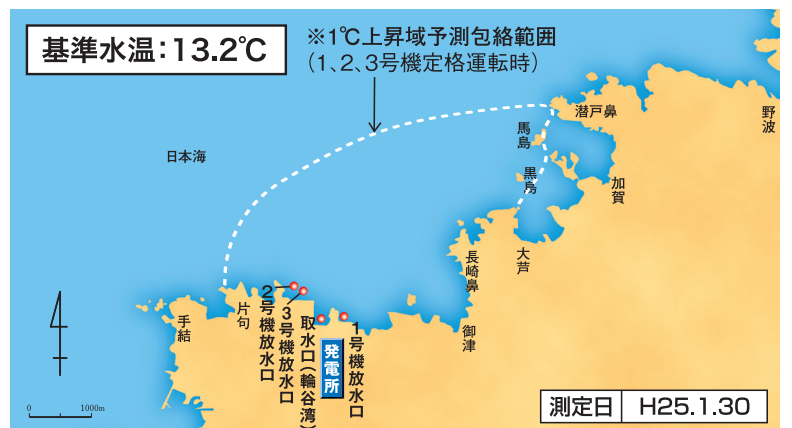 基準水温：13.2℃
※1℃上昇域予測包絡範囲
（1、2、3号機定格運転時）
潜戸鼻
野波
馬島
日本海
黒島
加賀
大芦
長崎鼻
御津
手結
片句
2号機放水口
3号機放水口
取水口（輪谷湾）
発電所
1号機放水口
0 1000m
測定日 H25.1.30